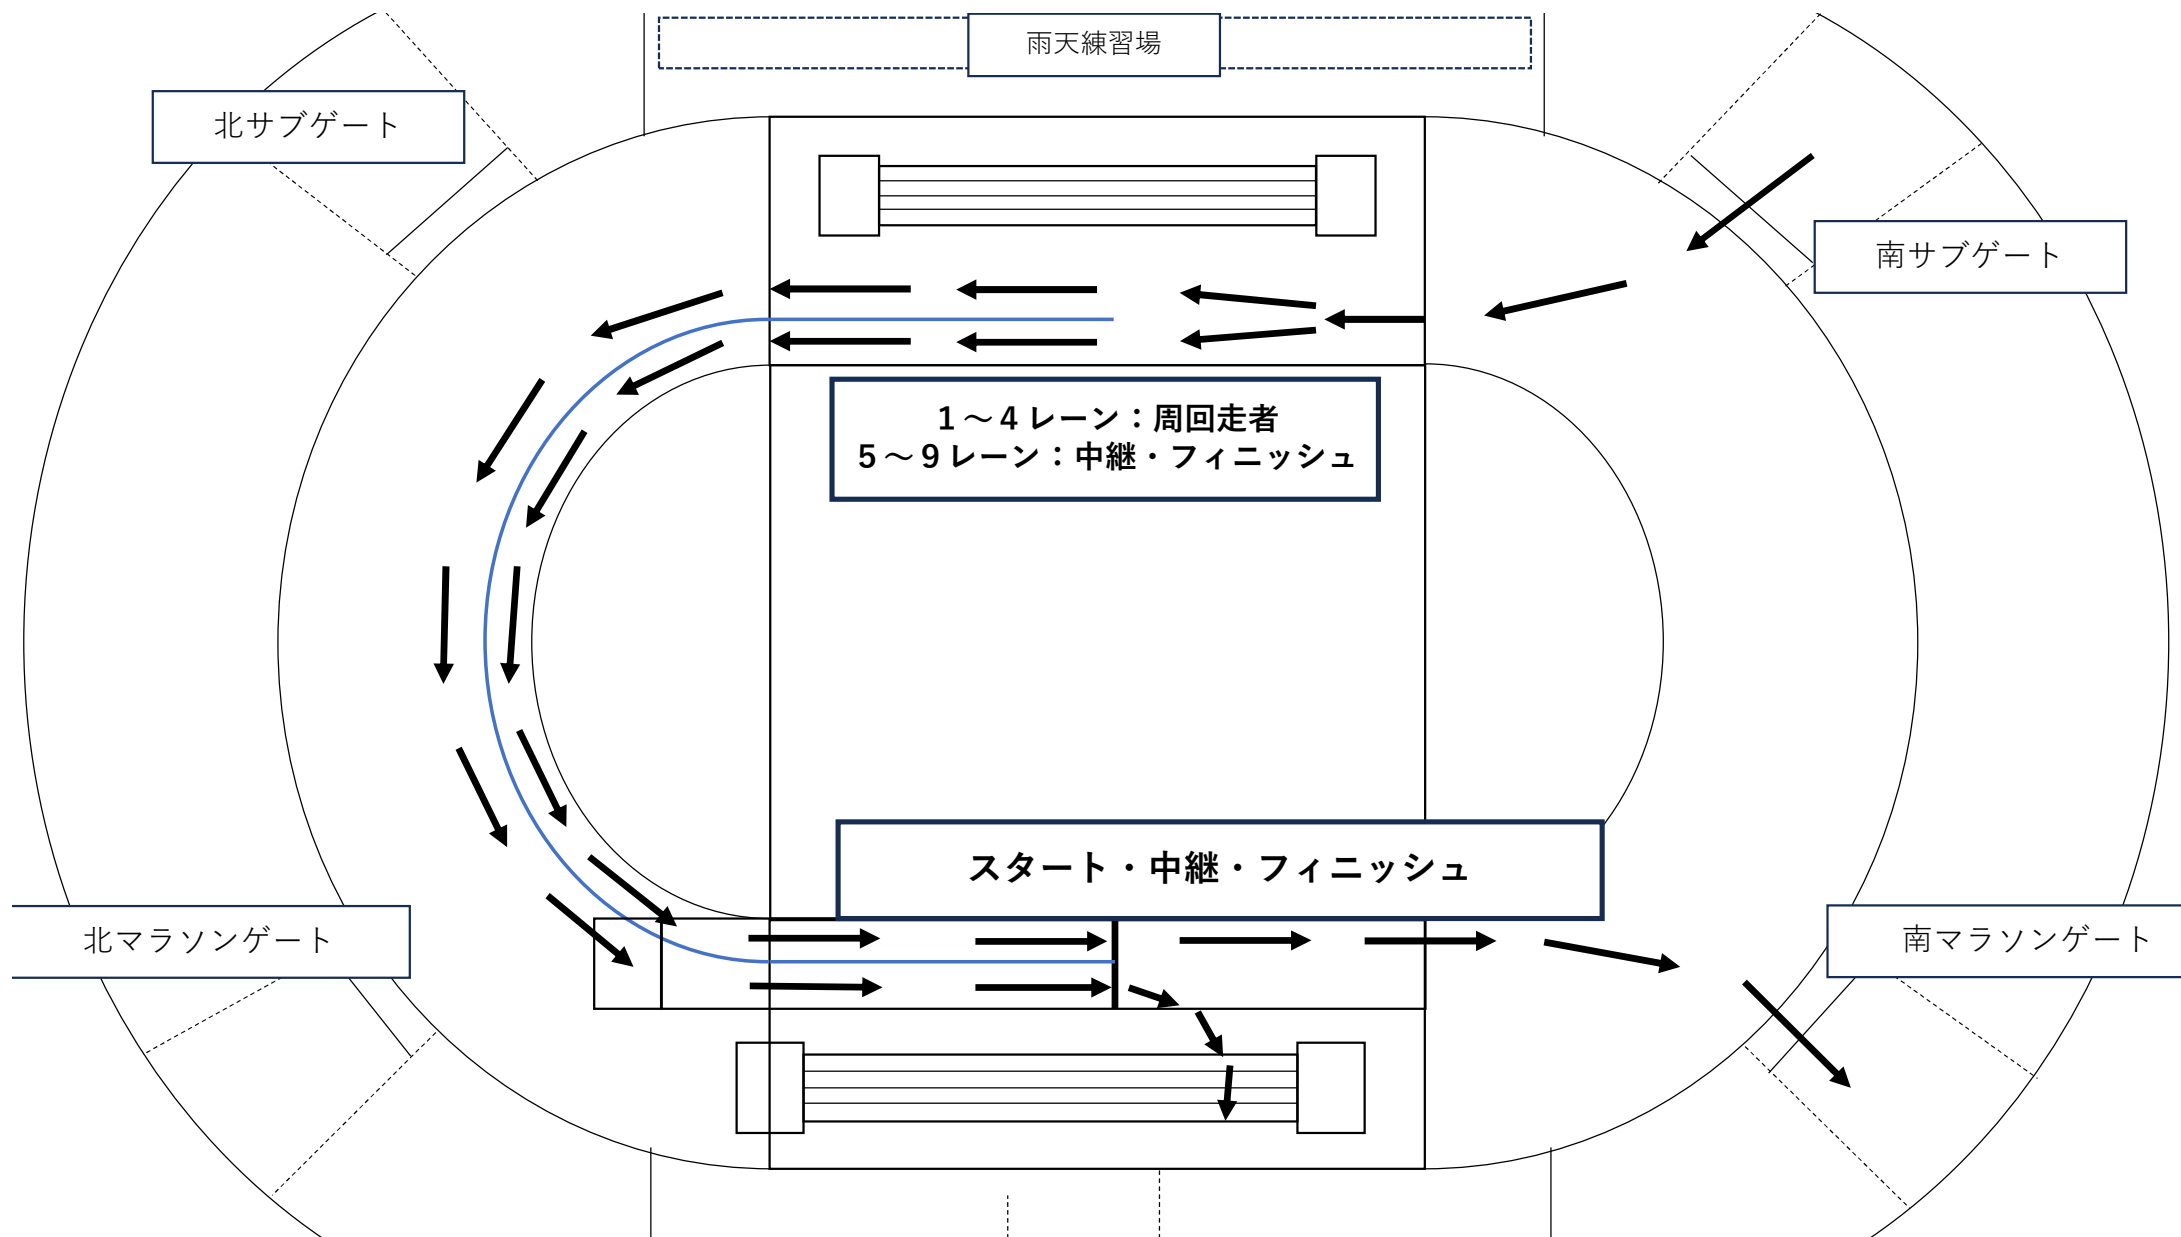 雨天練習場
北サブゲート
南サブゲート
1～4レーン：周回走者
5～9レーン：中継・フィニッシュ
スタート・中継・フィニッシュ
北マラソンゲート
南マラソンゲート